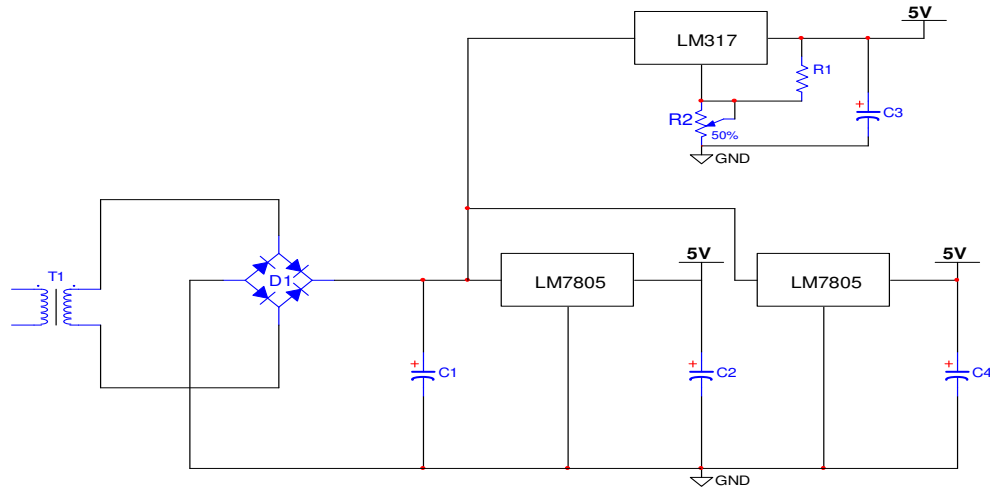 5V
LM317
R1
R2
50%
C3
GND
T1
D1
5V
5V
LM7805
LM7805
C1
C2
C4
GND